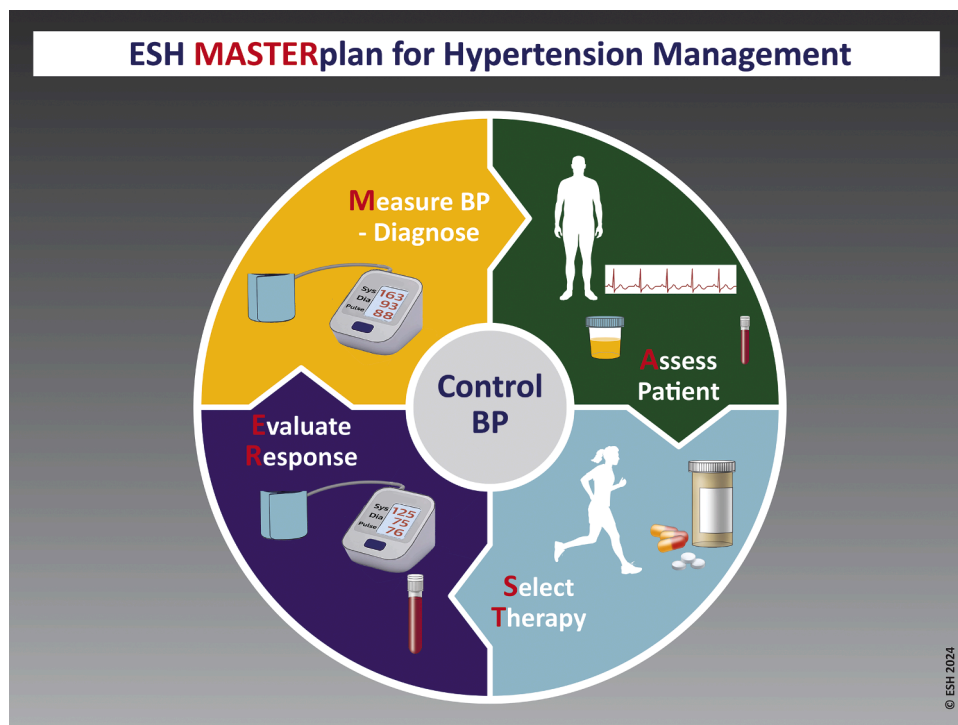 ESH MASTERplan for Hypertension Management
Measure BP
- Diagnose
Sys 163
Dia 93
Pulse 88
Assess
Patient
Control
BP
Evaluate
Response
Sys 125
Dia 75
Pulse 76
Select
Therapy
© ESH 2024